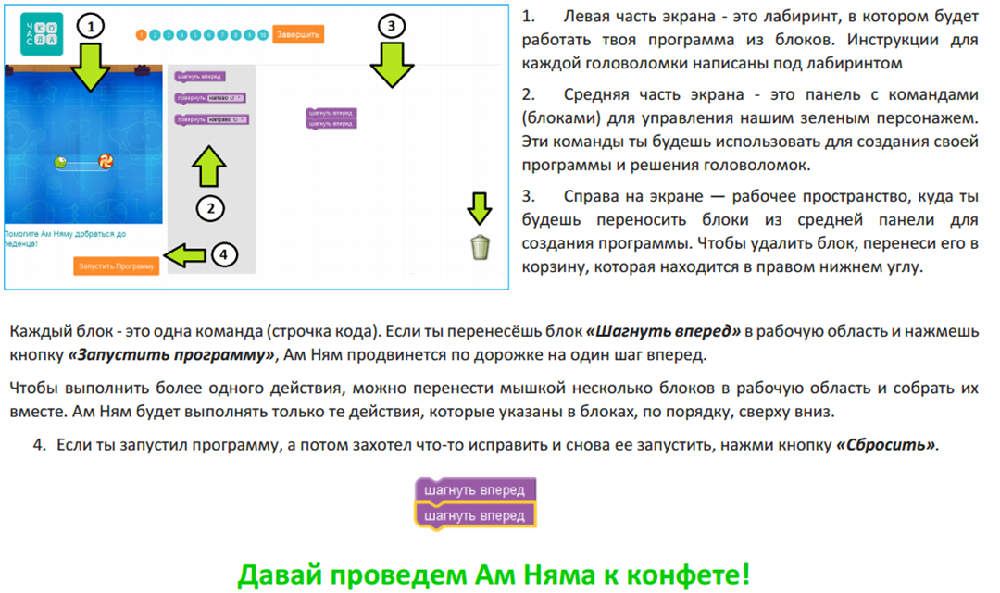 ЧАС КОДА
1
3
1 2 3 4 5 6 7 8 9 10 Завершить
шагнуть вперед
повернуть налево ↺
повернуть направо ↻
шагнуть вперед
шагнуть вперед
2
4
Помогите Ам Няму добраться до
леденца!
Запустить Программу
1. Левая часть экрана - это лабиринт, в котором будет
работать твоя программа из блоков. Инструкции для
каждой головоломки написаны под лабиринтом
2. Средняя часть экрана - это панель с командами
(блоками) для управления нашим зеленым персонажем.
Эти команды ты будешь использовать для создания своей
программы и решения головоломок.
3. Справа на экране — рабочее пространство, куда ты
будешь переносить блоки из средней панели для
создания программы. Чтобы удалить блок, перенеси его в
корзину, которая находится в правом нижнем углу.
Каждый блок - это одна команда (строчка кода). Если ты перенесёшь блок «Шагнуть вперед» в рабочую область и нажмешь
кнопку «Запустить программу», Ам Ням продвинется по дорожке на один шаг вперед.
Чтобы выполнить более одного действия, можно перенести мышкой несколько блоков в рабочую область и собрать их
вместе. Ам Ням будет выполнять только те действия, которые указаны в блоках, по порядку, сверху вниз.
4. Если ты запустил программу, а потом захотел что-то исправить и снова ее запустить, нажми кнопку «Сбросить».
шагнуть вперед
шагнуть вперед
Давай проведем Ам Няма к конфете!